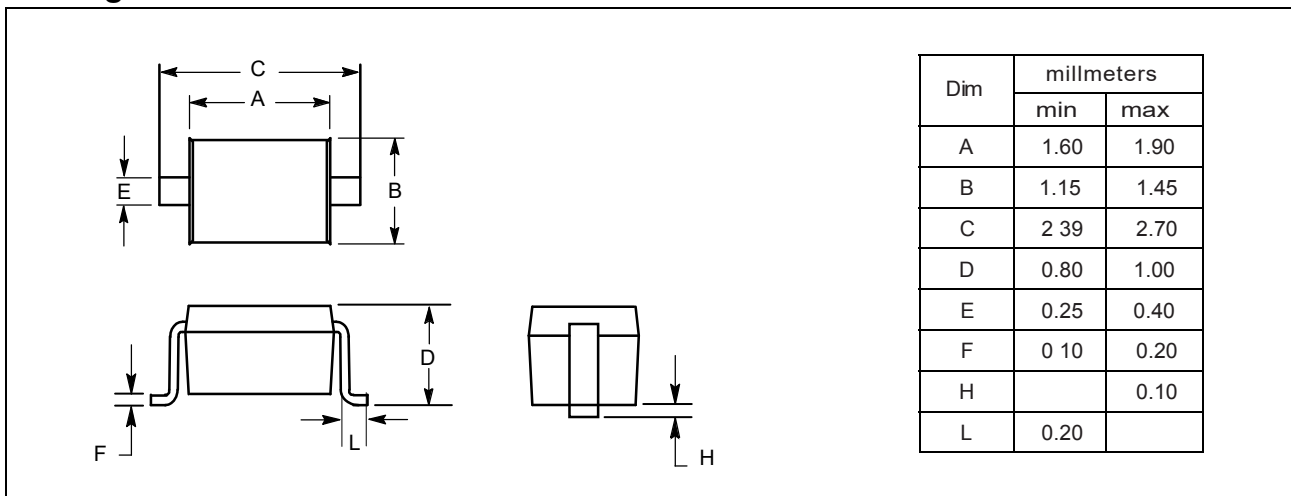 C
A
E
B
D
F
L
H
Dim millmeters
min max
A 1.60 1.90
B 1.15 1.45
C 2 39 2.70
D 0.80 1.00
E 0.25 0.40
F 0 10 0.20
H 0.10
L 0.20